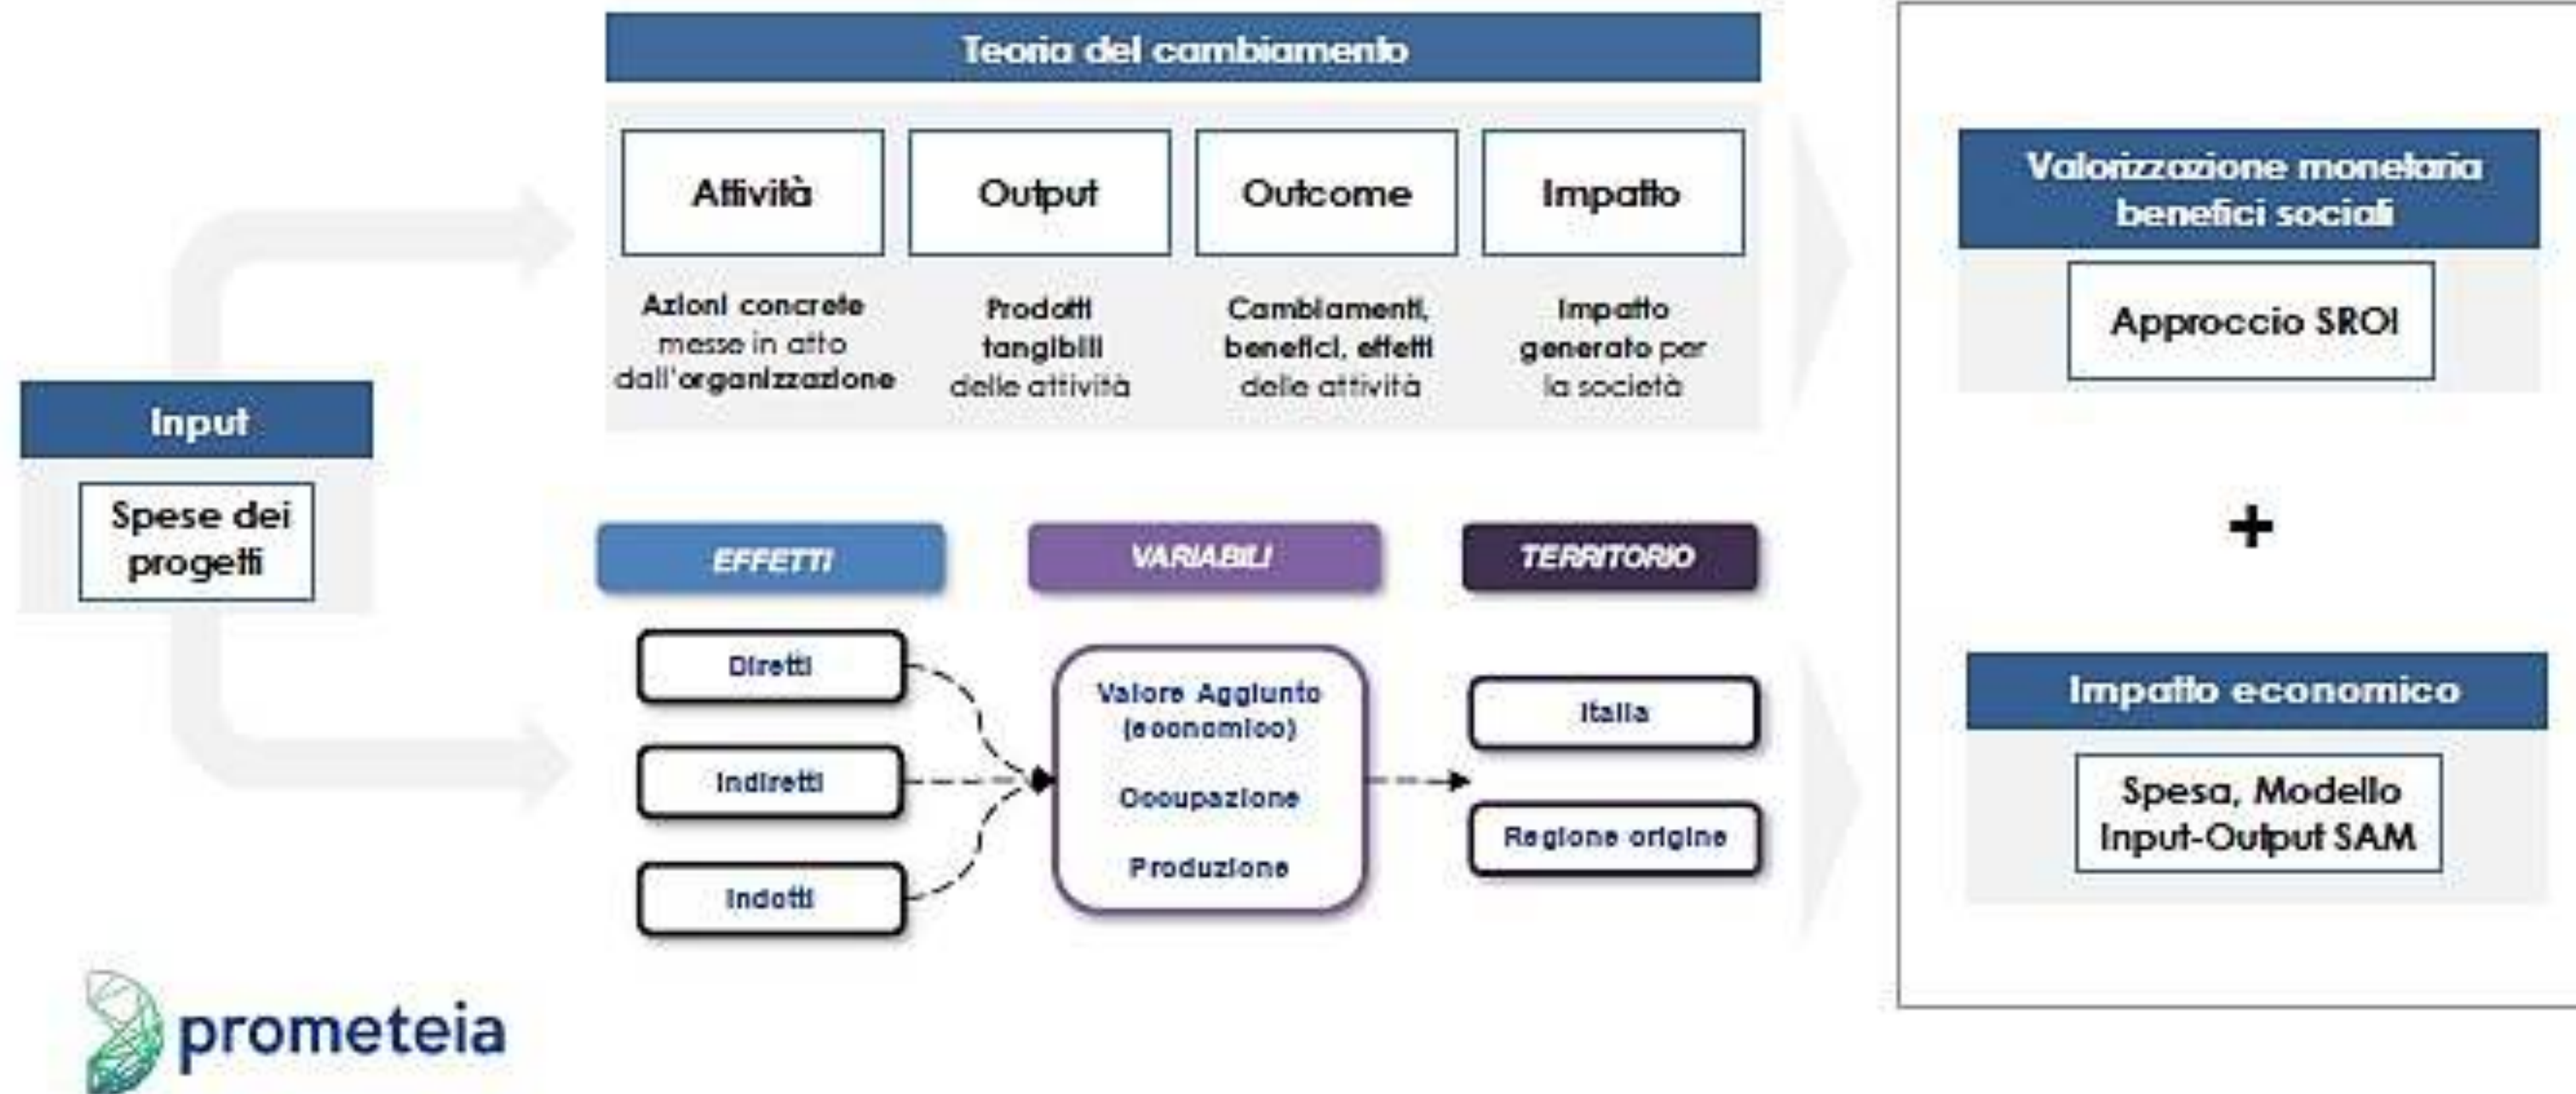 Teoria del cambiamento
Attività
Output
Outcome
Impatto
Azioni concrete
messe in atto
dall'organizzazione
Prodotti
tangibili
delle attività
Cambiamenti,
benefici, effetti
delle attività
Impatto
generato per
la società
Input
Spese dei
progetti
EFFETTI
VARIABILI
TERRITORIO
Diretti
Indiretti
Indotti
Valore Aggiunto
(economico)
Occupazione
Produzione
Italia
Regione origine
Valorizzazione monetaria
benefici sociali
Approccio SROI
+
Impatto economico
Spesa, Modello
Input-Output SAM
prometeia